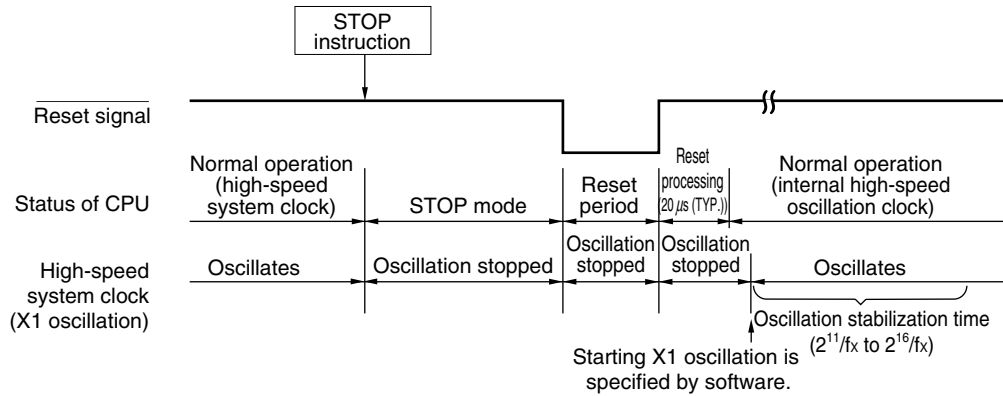 STOP
instruction
Reset signal
Status of CPU
Normal operation
(high-speed
system clock)
STOP mode
Reset
period
Reset
processing
(20 μs (TYP.))
Normal operation
(internal high-speed
oscillation clock)
High-speed
system clock
(X1 oscillation)
Oscillates
Oscillation stopped
Oscillation
stopped
Oscillation
stopped
Oscillates
Oscillation stabilization time
(2¹¹/fx to 2¹⁶/fx)
Starting X1 oscillation is
specified by software.